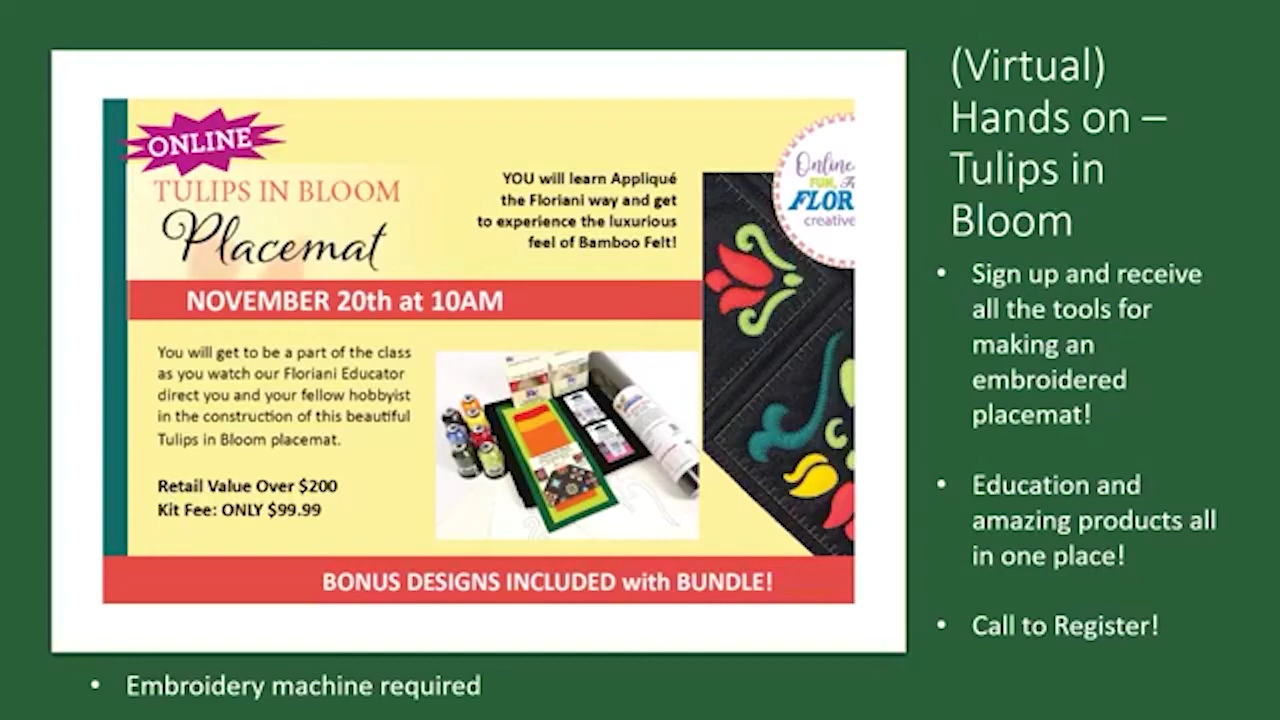 ONLINE
TULIPS IN BLOOM
Placemat
YOU will learn Appliqué
the Floriani way and get
to experience the luxurious
feel of Bamboo Felt!
Online
FUN,
FLOR
creative
NOVEMBER 20th at 10AM
You will get to be a part of the class
as you watch our Floriani Educator
direct you and your fellow hobbyist
in the construction of this beautiful
Tulips in Bloom placemat.
Retail Value Over $200
Kit Fee: ONLY $99.99
BONUS DESIGNS INCLUDED with BUNDLE!
• Embroidery machine required
(Virtual)
Hands on –
Tulips in
Bloom
• Sign up and receive
all the tools for
making an
embroidered
placemat!
• Education and
amazing products all
in one place!
• Call to Register!